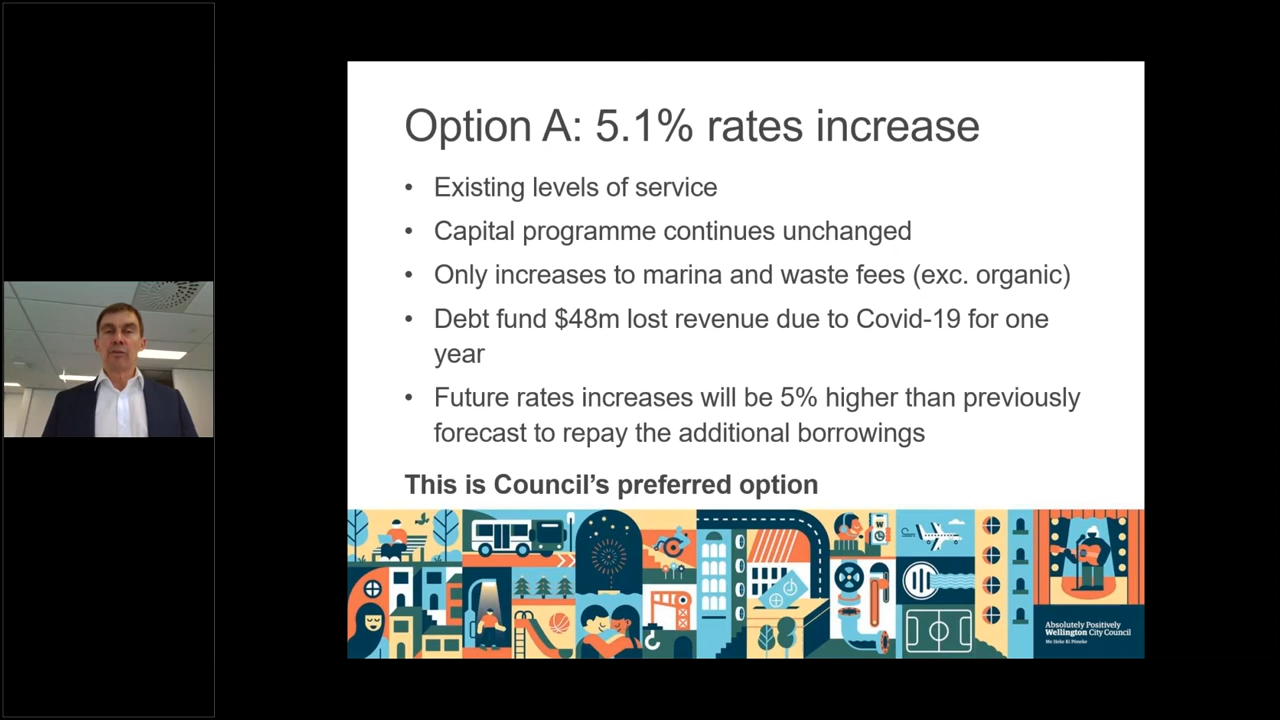 Option A: 5.1% rates increase
• Existing levels of service
• Capital programme continues unchanged
• Only increases to marina and waste fees (exc. organic)
• Debt fund $48m lost revenue due to Covid-19 for one
year
• Future rates increases will be 5% higher than previously
forecast to repay the additional borrowings
This is Council's preferred option
W
Absolutely Positively
Wellington City Council
Me Heke Ki Pōneke